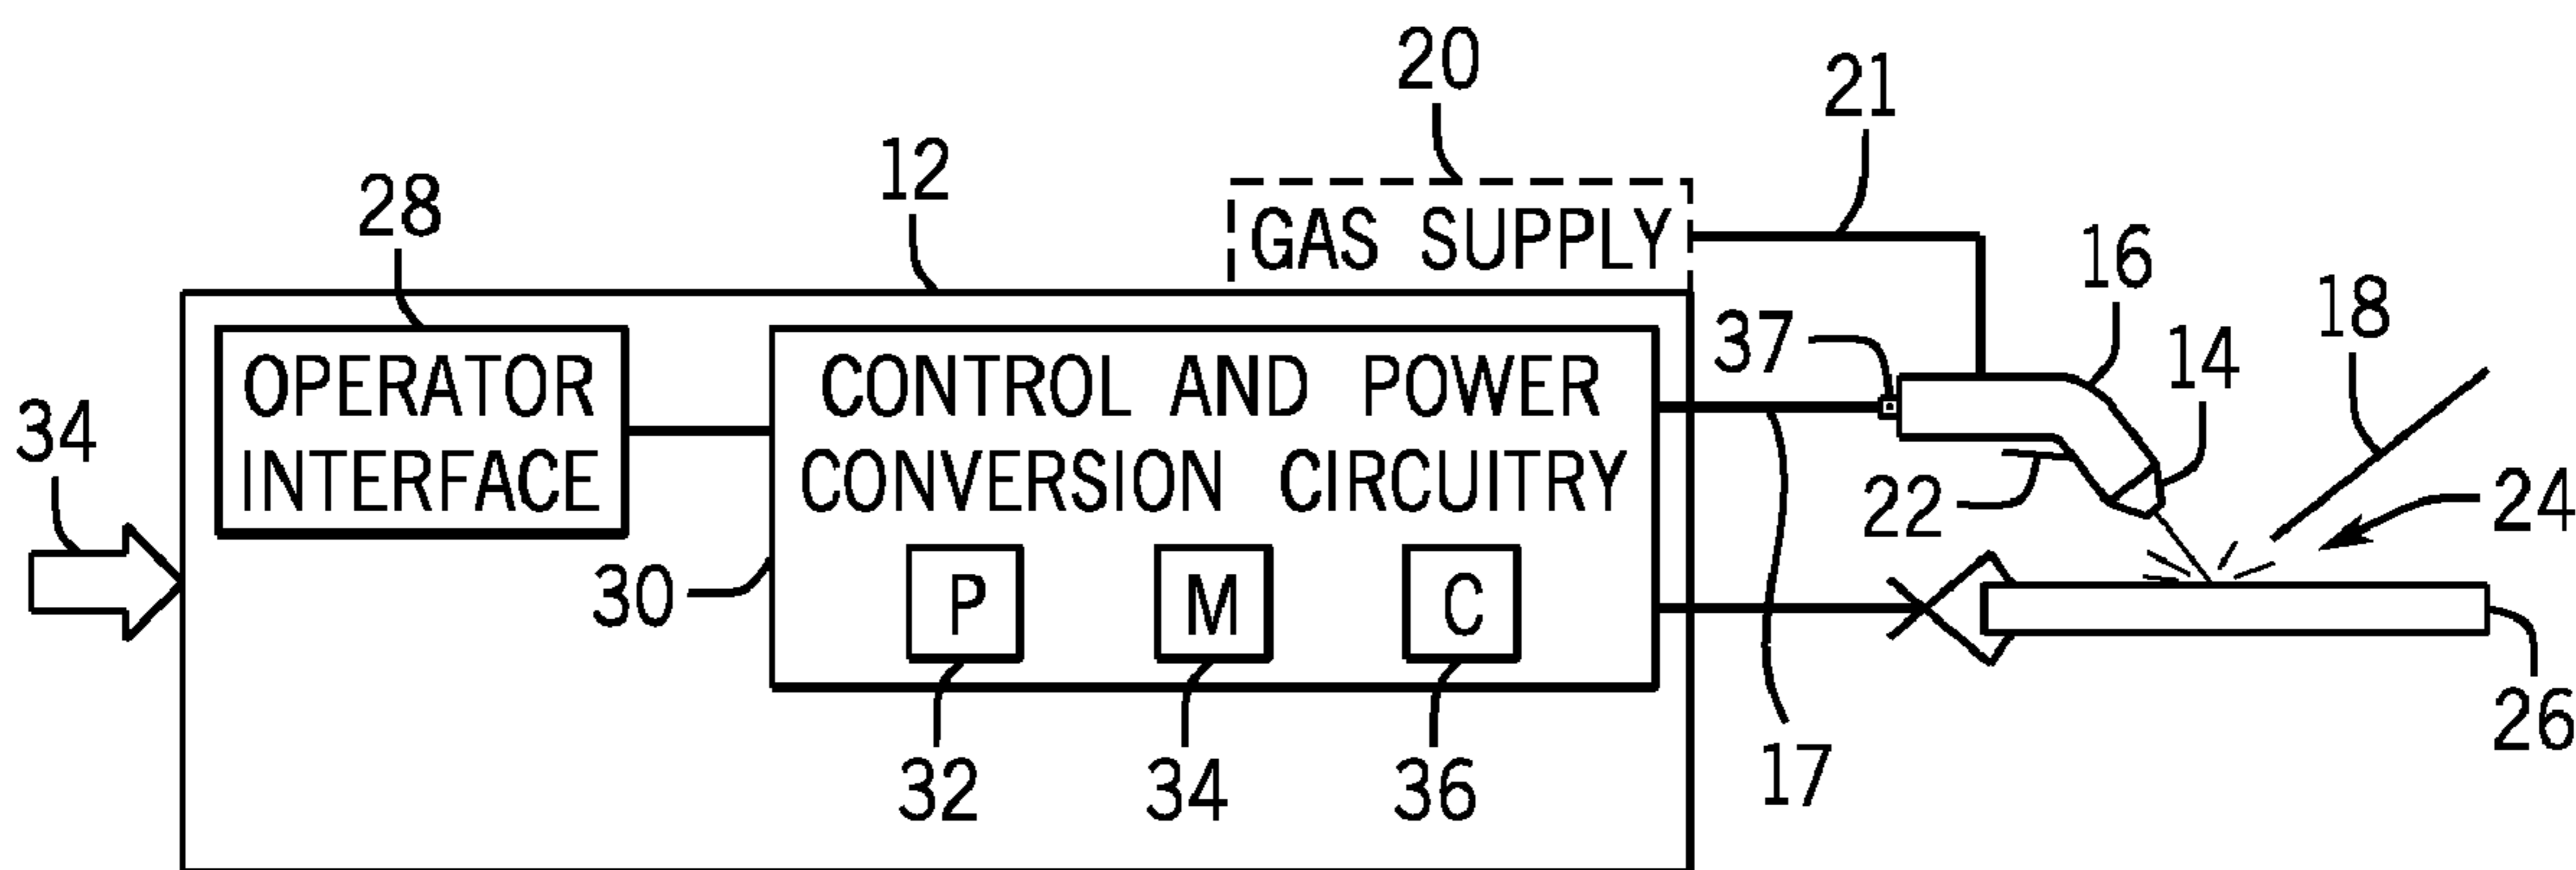 20
21
12
28
GAS SUPPLY
16
18
37
14
OPERATOR
INTERFACE
CONTROL AND POWER
CONVERSION CIRCUITRY
34
22
24
30
P
M
C
26
32
34
36
17